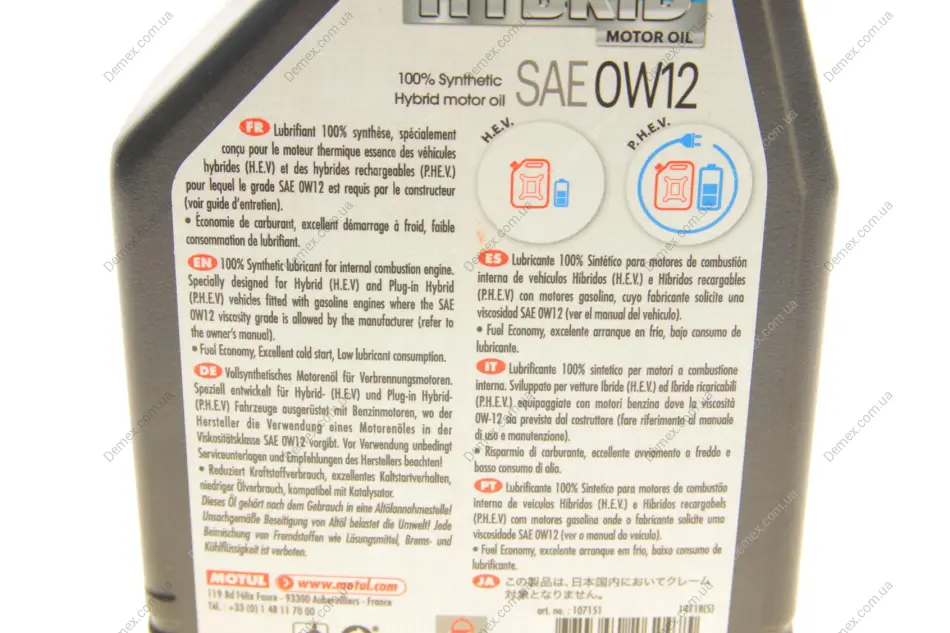 HYBRID
MOTOR OIL
100% Synthetic
Hybrid motor oil
SAE 0W12
FR Lubrifiant 100% synthèse, spécialement
conçu pour le moteur thermique essence des véhicules
hybrides (H.E.V) et des hybrides rechargeables (P.HE.V.)
pour lequel le grade SAE 0W12 est requis par le constructeur
(voir guide d'entretien).
• Économie de carburant, excellent démarrage à froid, faible
consommation de lubrifiant.
EN 100% Synthetic lubricant for internal combustion engine.
Specially designed for Hybrid (H.E.V) and Plug-in Hybrid
(P.H.E.V) vehicles fitted with gasoline engines where the SAE
0W12 viscosity grade is allowed by the manufacturer (refer to
the owner's manual).
• Fuel Economy, Excellent cold start, Low lubricant consumption.
DE Vollsynthetisches Motorenöl für Verbrennungsmotoren.
Speziell entwickelt für Hybrid- (H.E.V) und Plug-in Hybrid-
(P.H.E.V) Fahrzeuge ausgerüstet mit Benzinmotoren, wo der
Hersteller die Verwendung eines Motorenöles in der
Viskositätsklasse SAE 0W12 vorgibt. Vor Verwendung unbedingt
Serviceunterlagen und Empfehlungen des Herstellers beachten!
• Reduziert Kraftstoffverbrauch, exzellentes Kaltstartverhalten,
niedriger Ölverbrauch, kompatibel mit Katalysator.
Dieses Öl gehört nach dem Gebrauch in eine Altölannahmestelle!
Unsachgemäße Beseitigung von Altöl belastet die Umwelt! Jede
Beimischung von Fremdstoffen wie Lösungsmittel, Brems- und
Kühlflüssigkeit ist verboten.
MOTUL www.motul.com
119 Bd Félix Faure - 93300 Aubervilliers - France
Tél. : +33 (0) 1 48 11 70 00
H.E.V.
P.H.E.V.
ES Lubricante 100% Sintético para motores de combustión
interna de vehículos Híbridos (H.E.V.) e Híbridos recargables
(P.H.E.V) con motores gasolina, cuyo fabricante solicite una
viscosidad SAE 0W12 (ver el manual del vehículo).
• Fuel Economy, excelente arranque en frío, bajo consumo de
lubricante.
IT Lubrificante 100% sintetico per motori a combustione
interna. Sviluppato per vetture Ibride (H.E.V.) ed Ibride ricaricabili
(P.H.E.V.) equipaggiate con motori benzina dove la viscosità
0W-12 sia prevista dal costruttore (fare riferimento al manuale
di uso e manutenzione).
• Risparmio di carburante, eccellente avviamento a freddo e
basso consumo di olio.
PT Lubrificante 100% Sintetico para motores de combustão
interna de veículos Híbridos (H.E.V.) e Híbridos recargabels
(P.H.E.V.) com motores gasolina onde o fabricante solicite uma
viscosidade SAE 0W12 (ver o manual do veículo).
• Fuel Economy, excelente arranque em frio, baixo consumo de
lubrificante.
JA この製品は、日本国内においてクレーム
対象となりません。
art. no. : 107151
Demex.com.ua